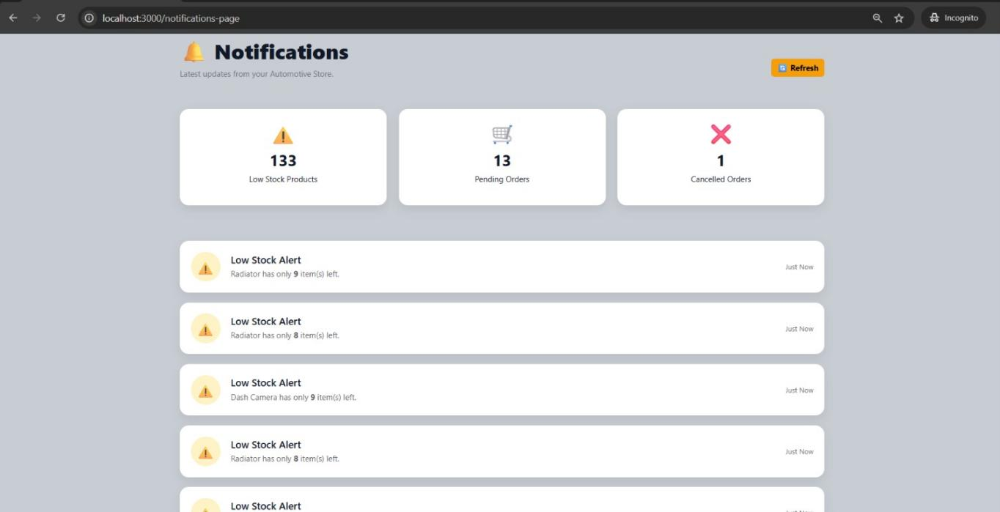 localhost:3000/notifications-page
Incognito
Notifications
Latest updates from your Automotive Store.
Refresh
133
Low Stock Products
13
Pending Orders
1
Cancelled Orders
Low Stock Alert
Radiator has only 9 item(s) left.
Just Now
Low Stock Alert
Radiator has only 8 item(s) left.
Just Now
Low Stock Alert
Dash Camera has only 9 item(s) left.
Just Now
Low Stock Alert
Radiator has only 8 item(s) left.
Just Now
Low Stock Alert